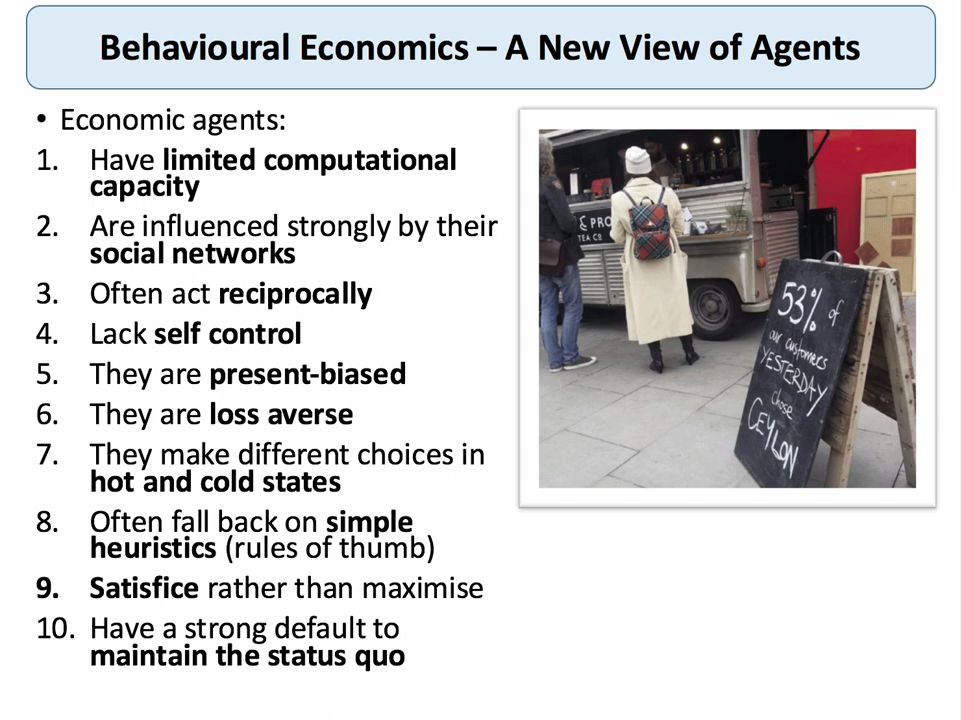 Behavioural Economics – A New View of Agents
• Economic agents:
1. Have limited computational
capacity
2. Are influenced strongly by their
social networks
3. Often act reciprocally
4. Lack self control
5. They are present-biased
6. They are loss averse
7. They make different choices in
hot and cold states
8. Often fall back on simple
heuristics (rules of thumb)
9. Satisfice rather than maximise
10. Have a strong default to
maintain the status quo
& PRO
TEA CO
53% of
our customers
YESTERDAY
chose
CEYLON